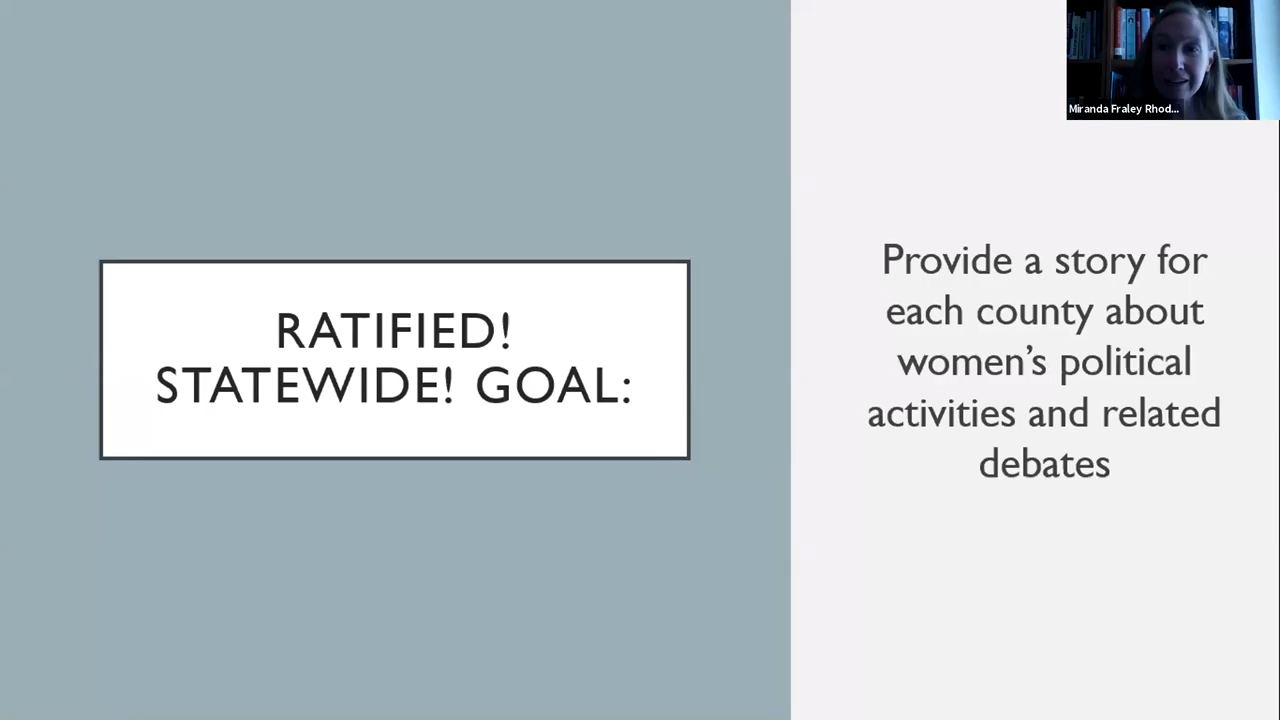 Miranda Fraley Rhod...
RATIFIED!
STATEWIDE! GOAL:
Provide a story for
each county about
women's political
activities and related
debates